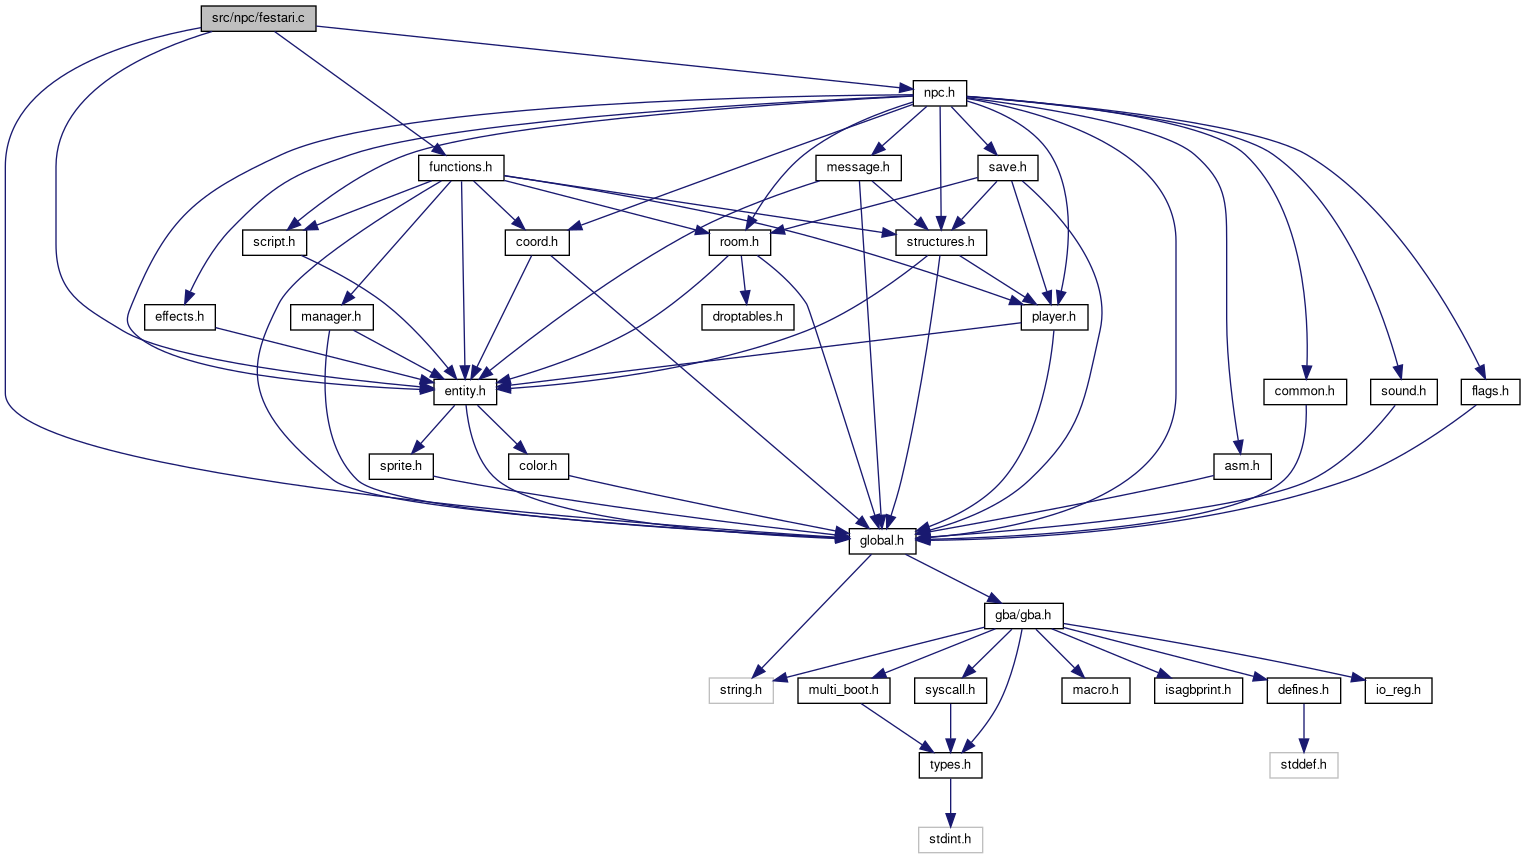 src/npc/festari.c
npc.h
functions.h
message.h
save.h
script.h
coord.h
room.h
structures.h
effects.h
manager.h
droptables.h
player.h
entity.h
common.h
sound.h
flags.h
sprite.h
color.h
asm.h
global.h
gba/gba.h
string.h
multi_boot.h
syscall.h
macro.h
isagbprint.h
defines.h
io_reg.h
types.h
stddef.h
stdint.h